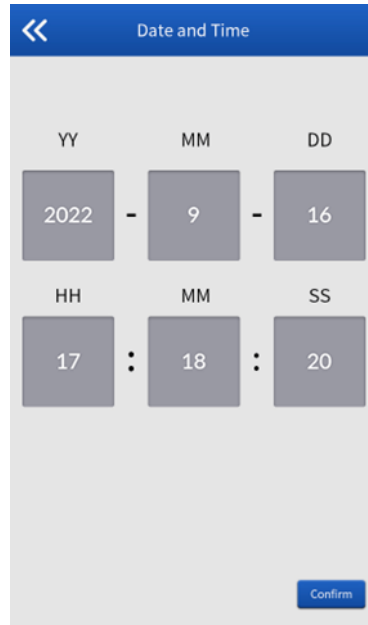 Date and Time
YY MM DD
2022 - 9 - 16
HH MM SS
17 : 18 : 20
Confirm